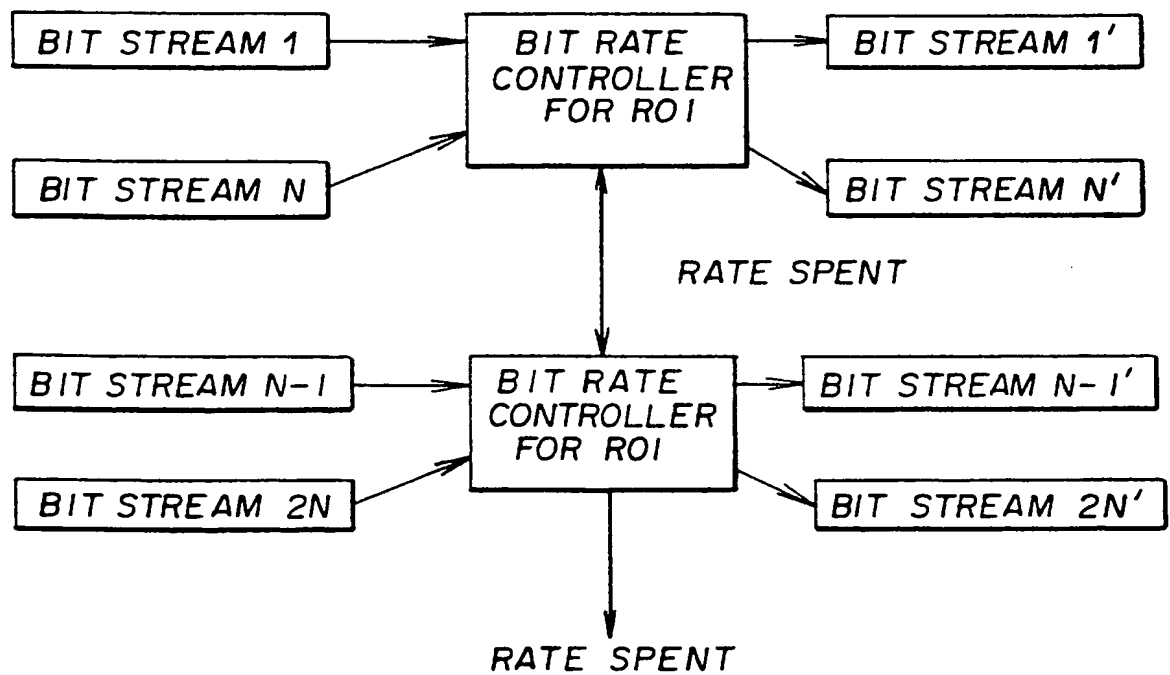 BIT STREAM 1
BIT RATE
CONTROLLER
FOR ROI
BIT STREAM 1'
BIT STREAM N
BIT STREAM N'
RATE SPENT
BIT STREAM N-1
BIT RATE
CONTROLLER
FOR ROI
BIT STREAM N-1'
BIT STREAM 2N
BIT STREAM 2N'
RATE SPENT